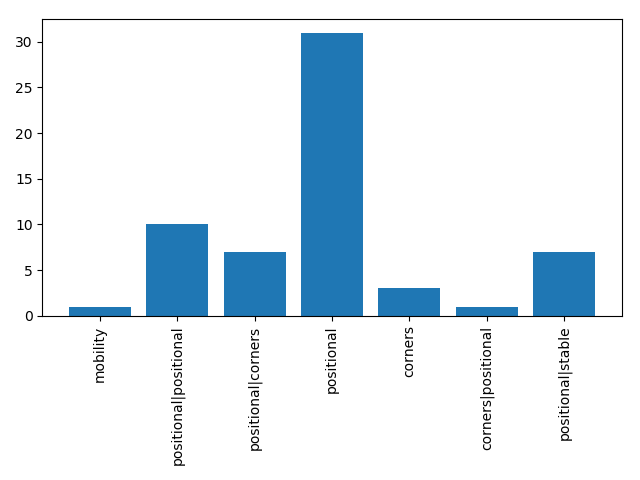 30
25
20
15
10
5
0
mobility
positional|positional
positional|corners
positional
corners
corners|positional
positional|stable